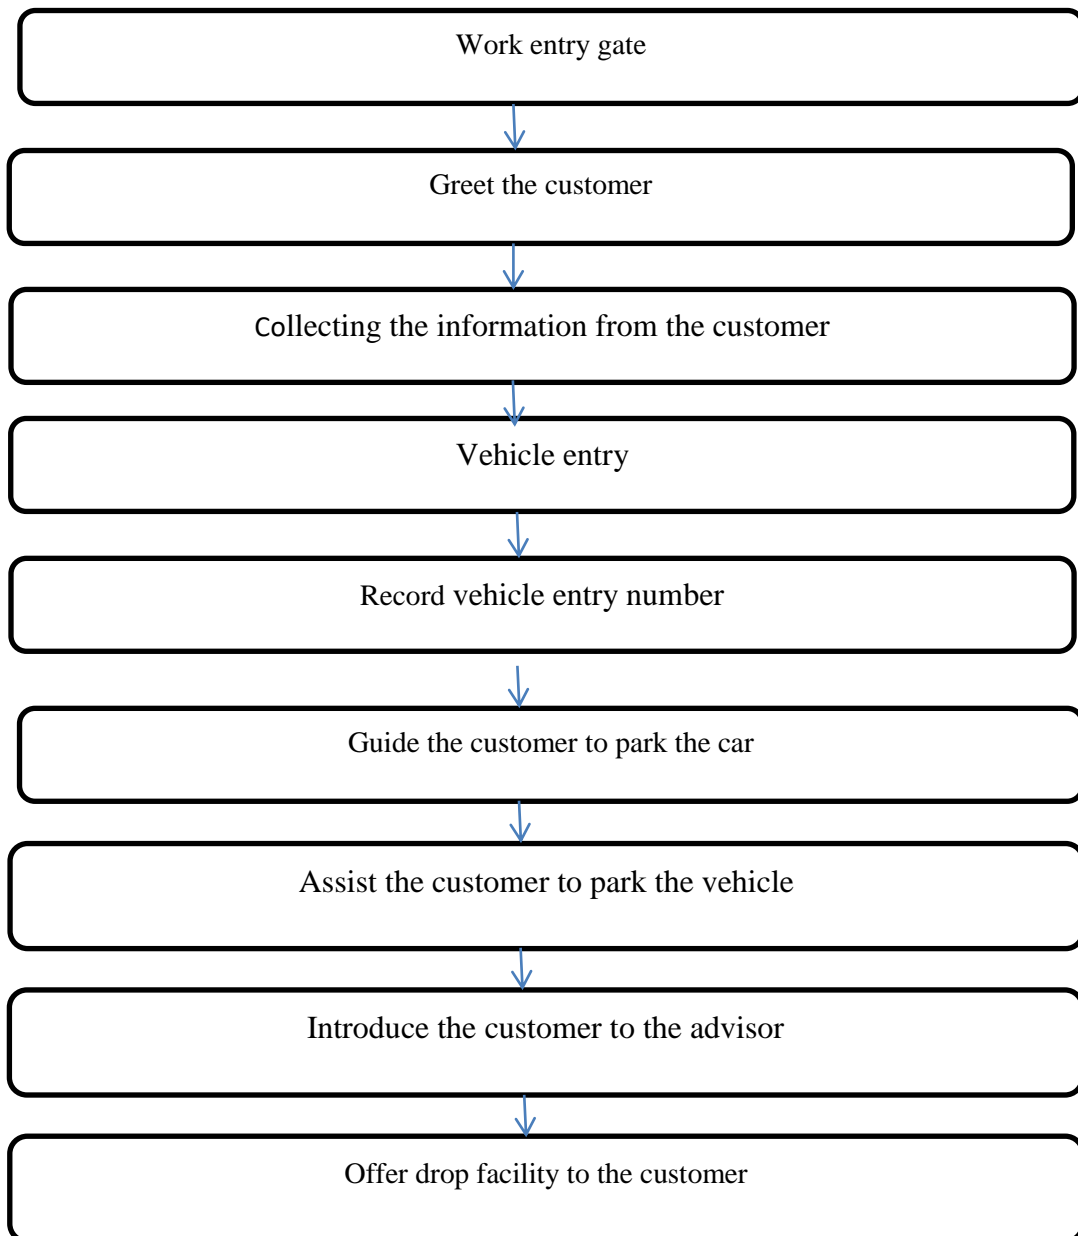 Work entry gate
Greet the customer
Collecting the information from the customer
Vehicle entry
Record vehicle entry number
Guide the customer to park the car
Assist the customer to park the vehicle
Introduce the customer to the advisor
Offer drop facility to the customer